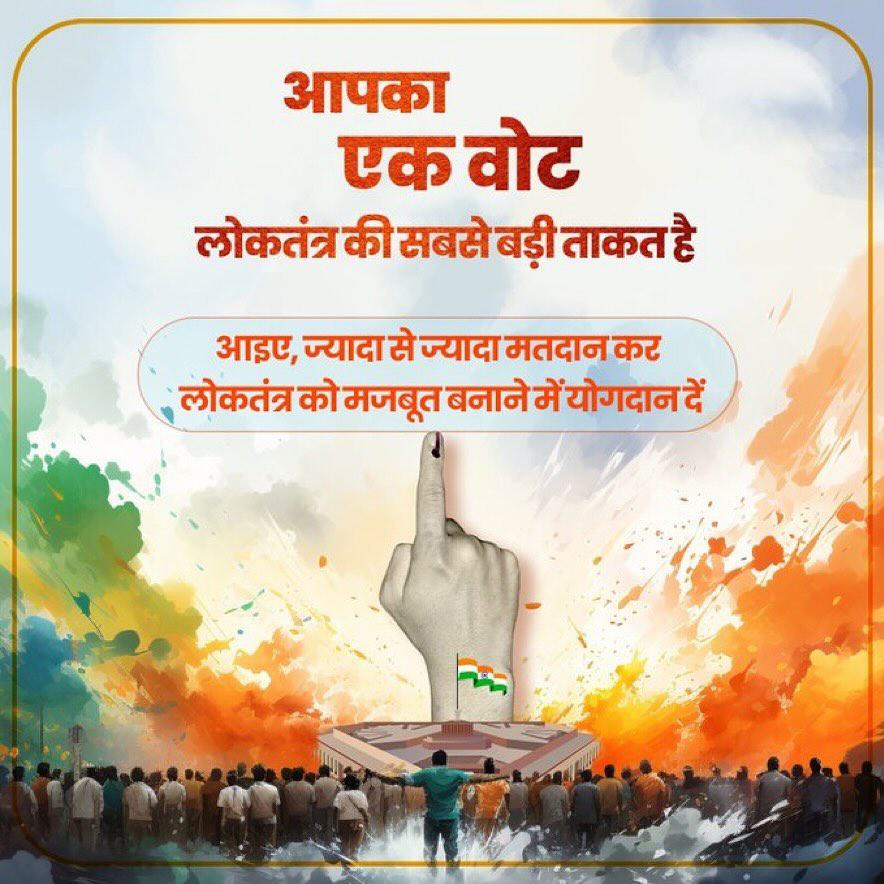 आपका
एक वोट
लोकतंत्र की सबसे बड़ी ताकत है
आइए, ज्यादा से ज्यादा मतदान कर
लोकतंत्र को मजबूत बनाने में योगदान दें